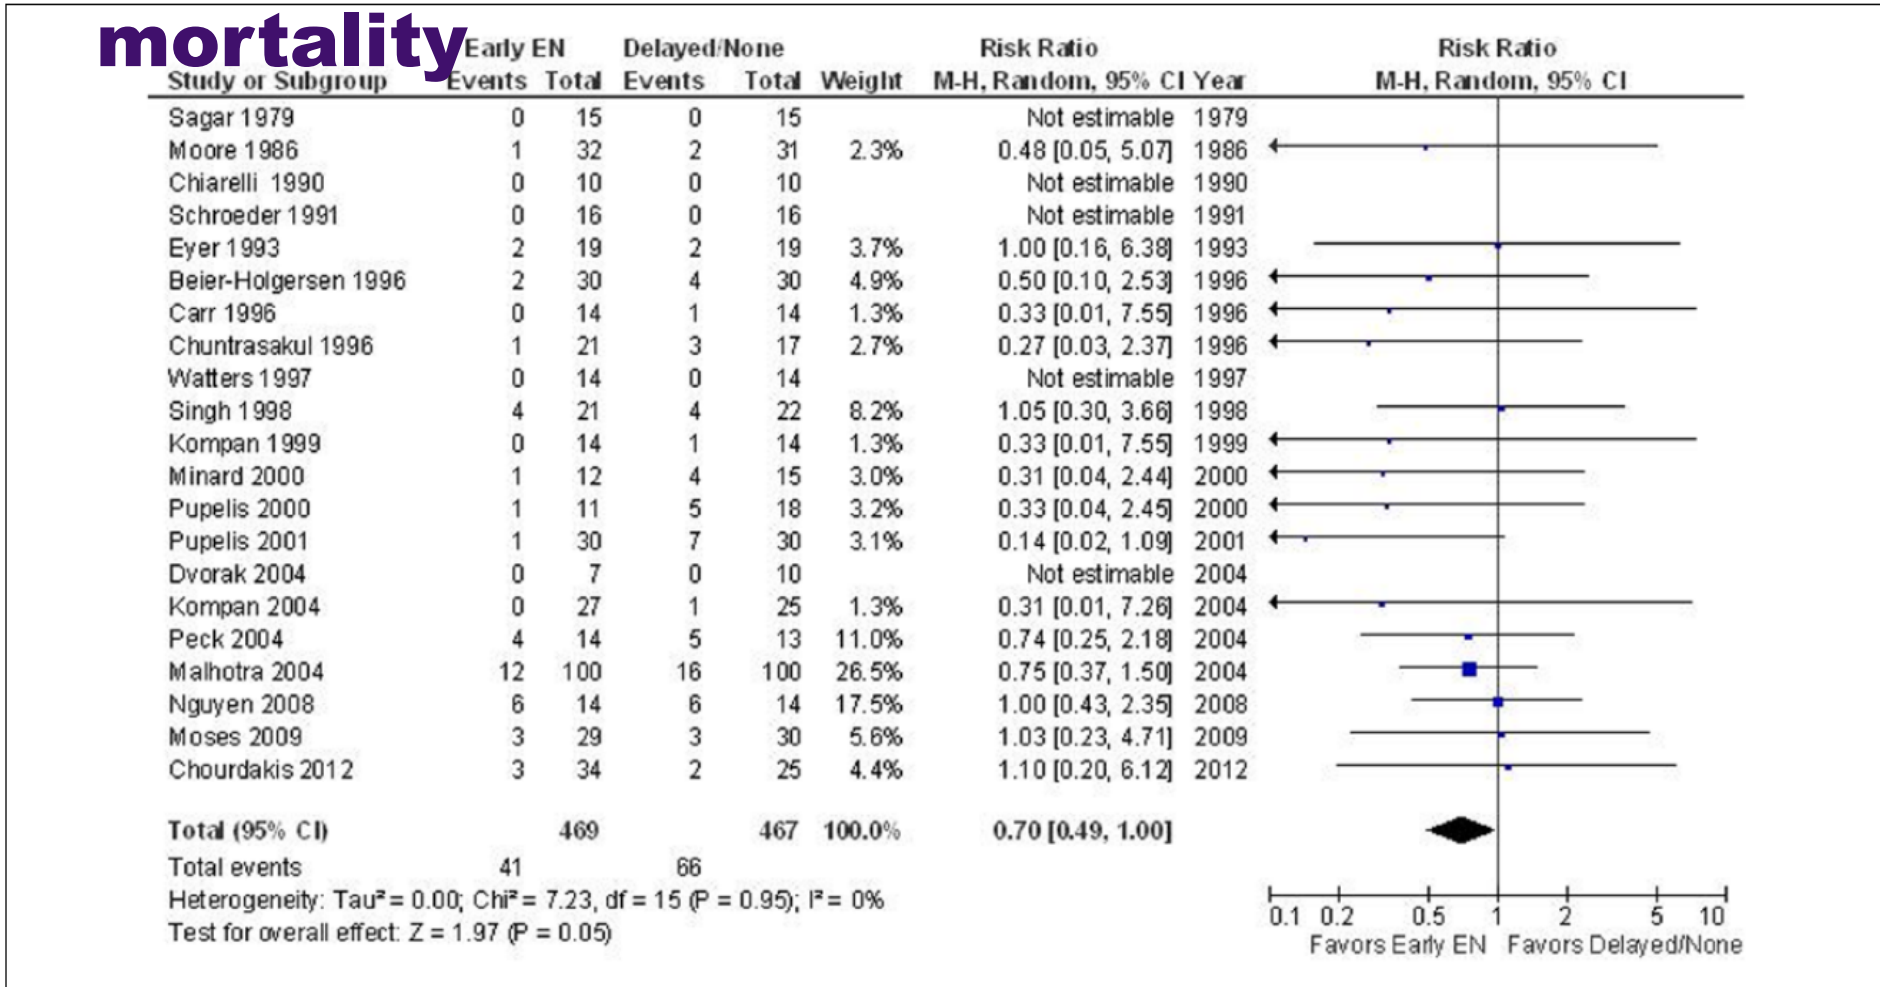 mortality
Early EN Delayed/None Risk Ratio Risk Ratio
Study or Subgroup Events Total Events Total Weight M-H, Random, 95% CI Year M-H, Random, 95% CI
Sagar 1979 0 15 0 15 Not estimable 1979
Moore 1986 1 32 2 31 2.3% 0.48 [0.05, 5.07] 1986
Chiarelli 1990 0 10 0 10 Not estimable 1990
Schroeder 1991 0 16 0 16 Not estimable 1991
Eyer 1993 2 19 2 19 3.7% 1.00 [0.16, 6.38] 1993
Beier-Holgersen 1996 2 30 4 30 4.9% 0.50 [0.10, 2.53] 1996
Carr 1996 0 14 1 14 1.3% 0.33 [0.01, 7.55] 1996
Chuntrasakul 1996 1 21 3 17 2.7% 0.27 [0.03, 2.37] 1996
Watters 1997 0 14 0 14 Not estimable 1997
Singh 1998 4 21 4 22 8.2% 1.05 [0.30, 3.66] 1998
Kompan 1999 0 14 1 14 1.3% 0.33 [0.01, 7.55] 1999
Minard 2000 1 12 4 15 3.0% 0.31 [0.04, 2.44] 2000
Pupelis 2000 1 11 5 18 3.2% 0.33 [0.04, 2.45] 2000
Pupelis 2001 1 30 7 30 3.1% 0.14 [0.02, 1.09] 2001
Dvorak 2004 0 7 0 10 Not estimable 2004
Kompan 2004 0 27 1 25 1.3% 0.31 [0.01, 7.26] 2004
Peck 2004 4 14 5 13 11.0% 0.74 [0.25, 2.18] 2004
Malhotra 2004 12 100 16 100 26.5% 0.75 [0.37, 1.50] 2004
Nguyen 2008 6 14 6 14 17.5% 1.00 [0.43, 2.35] 2008
Moses 2009 3 29 3 30 5.6% 1.03 [0.23, 4.71] 2009
Chourdakis 2012 3 34 2 25 4.4% 1.10 [0.20, 6.12] 2012
Total (95% CI) 469 467 100.0% 0.70 [0.49, 1.00]
Total events 41 66
Heterogeneity: Tau² = 0.00; Chi² = 7.23, df = 15 (P = 0.95); I² = 0%
Test for overall effect: Z = 1.97 (P = 0.05)
0.1 0.2 0.5 1 2 5 10
Favors Early EN Favors Delayed/None